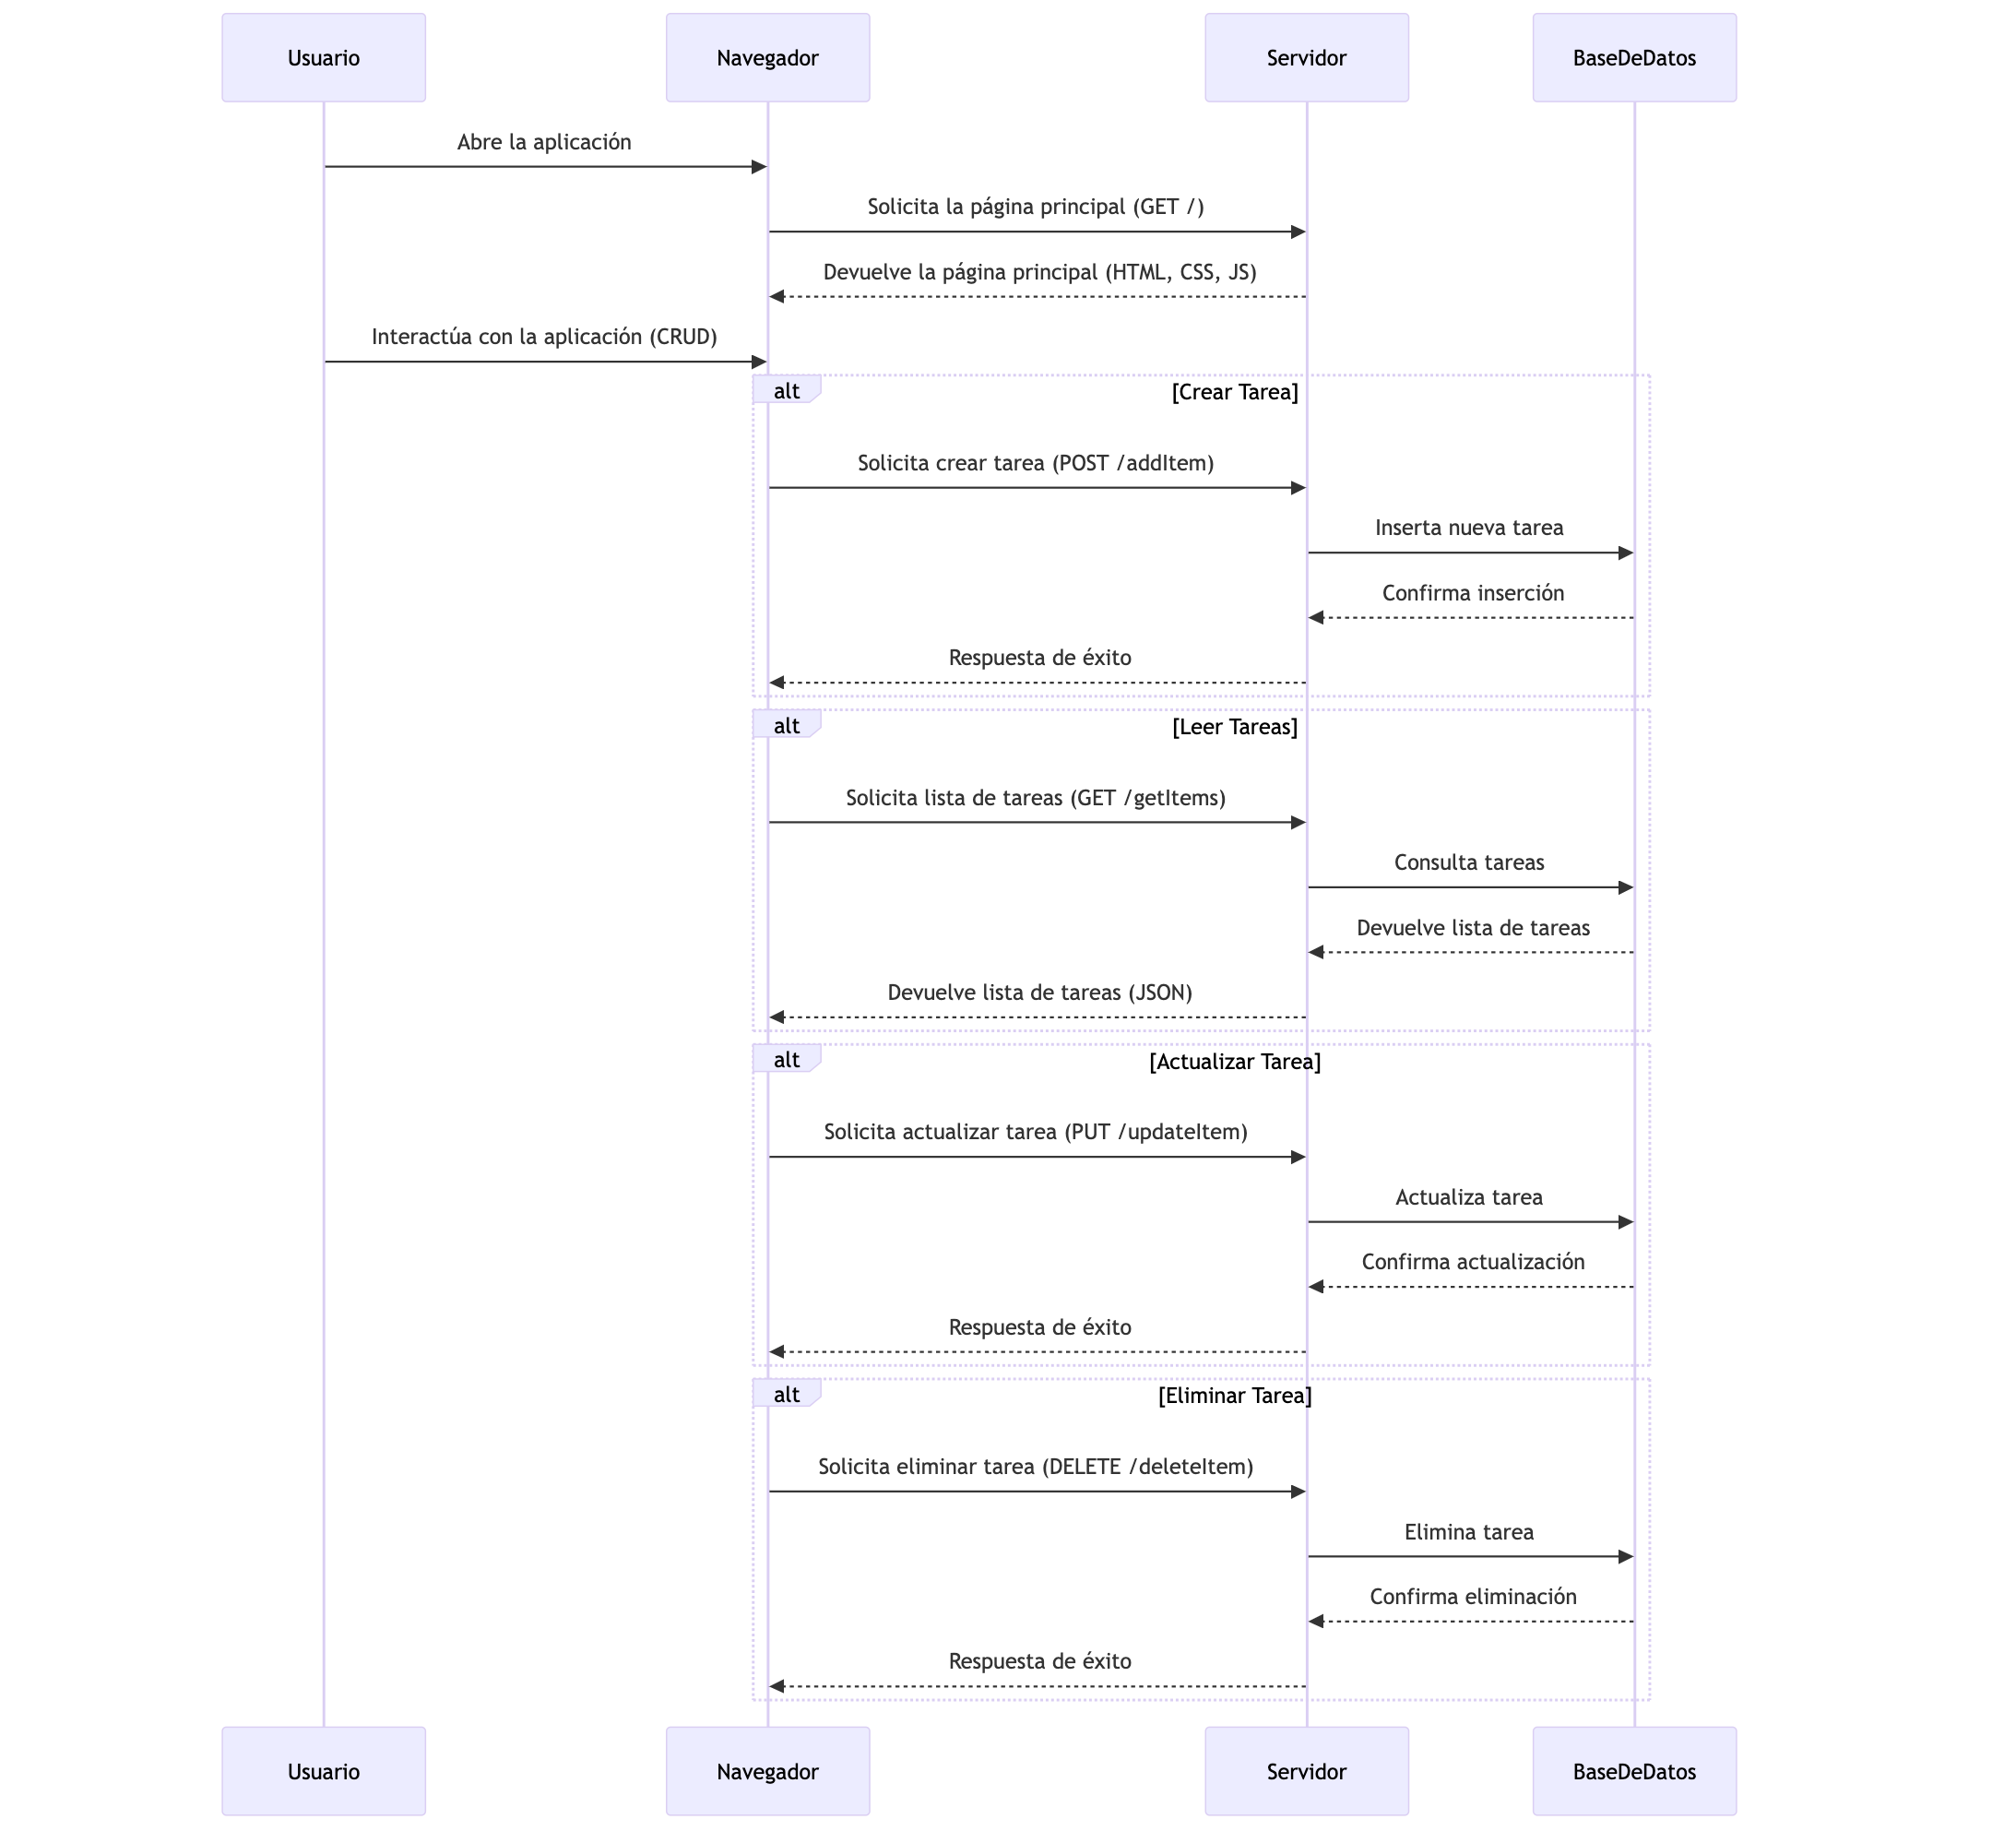 Usuario
Navegador
Servidor
BaseDeDatos
Abre la aplicación
Solicita la página principal (GET /)
Devuelve la página principal (HTML, CSS, JS)
Interactúa con la aplicación (CRUD)
alt
[Crear Tarea]
Solicita crear tarea (POST /addItem)
Inserta nueva tarea
Confirma inserción
Respuesta de éxito
alt
[Leer Tareas]
Solicita lista de tareas (GET /getItems)
Consulta tareas
Devuelve lista de tareas
Devuelve lista de tareas (JSON)
alt
[Actualizar Tarea]
Solicita actualizar tarea (PUT /updateItem)
Actualiza tarea
Confirma actualización
Respuesta de éxito
alt
[Eliminar Tarea]
Solicita eliminar tarea (DELETE /deleteItem)
Elimina tarea
Confirma eliminación
Respuesta de éxito
Usuario
Navegador
Servidor
BaseDeDatos